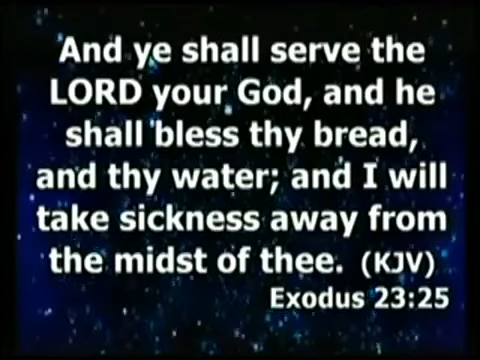 And ye shall serve the
LORD your God, and he
shall bless thy bread,
and thy water; and I will
take sickness away from
the midst of thee. (KJV)
Exodus 23:25